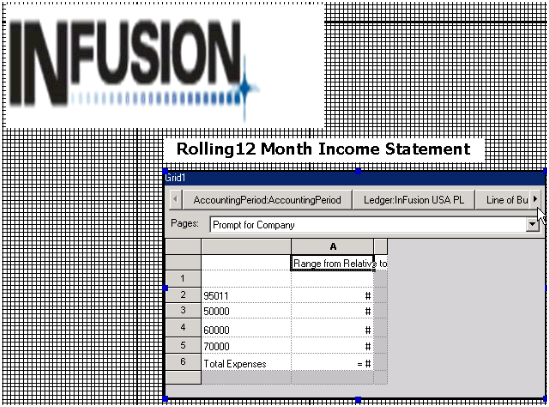 INFUSION
Rolling12 Month Income Statement
Grid1
AccountingPeriod:AccountingPeriod Ledger:InFusion USA PL Line of Bu
Pages: Prompt for Company
A
Range from Relative to
1
2 95011 #
3 50000 #
4 60000 #
5 70000 #
6 Total Expenses = #